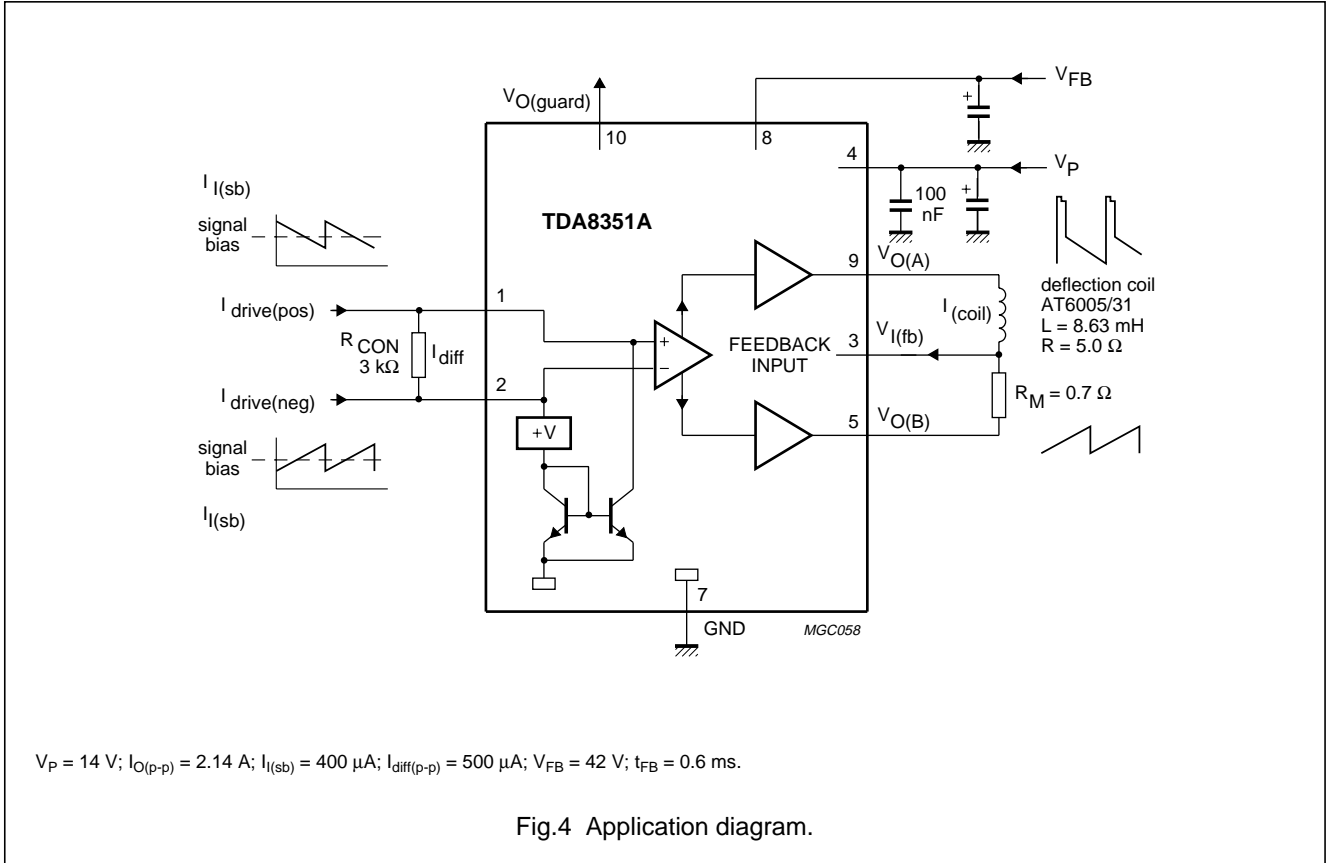 V_FB
V_O(guard)
+
10
8
4
V_P
I_I(sb)
100
nF
+
signal
bias
TDA8351A
9
V_O(A)
deflection coil
AT6005/31
L = 8.63 mH
R = 5.0 Ω
I_drive(pos)
1
I_(coil)
R_CON
3 kΩ
I_diff
+
−
FEEDBACK
INPUT
3
V_I(fb)
I_drive(neg)
2
R_M = 0.7 Ω
+V
5
V_O(B)
signal
bias
I_I(sb)
7
GND
MGC058
V_P = 14 V; I_O(p-p) = 2.14 A; I_I(sb) = 400 μA; I_diff(p-p) = 500 μA; V_FB = 42 V; t_FB = 0.6 ms.
Fig.4 Application diagram.